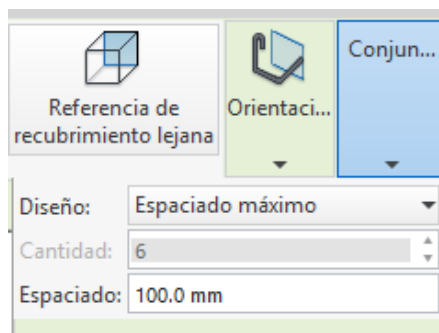 Referencia de
recubrimiento lejana
Orientaci...
Conjun...
Diseño: Espaciado máximo
Cantidad: 6
Espaciado: 100.0 mm